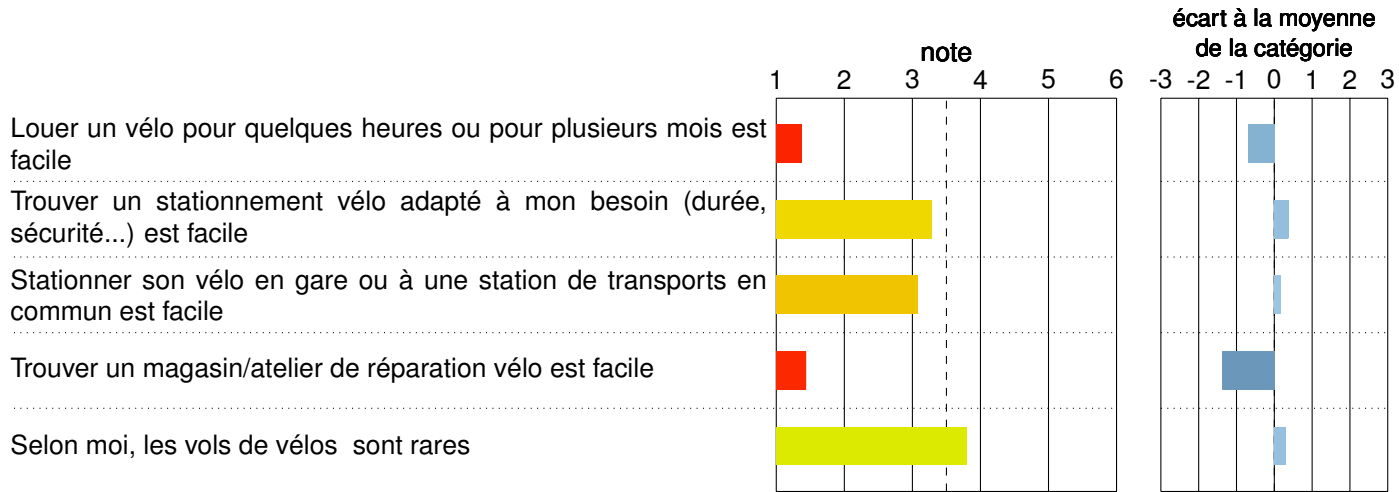 écart à la moyenne
note de la catégorie
1 2 3 4 5 6 -3 -2 -1 0 1 2 3
Louer un vélo pour quelques heures ou pour plusieurs mois est
facile
Trouver un stationnement vélo adapté à mon besoin (durée,
sécurité...) est facile
Stationner son vélo en gare ou à une station de transports en
commun est facile
Trouver un magasin/atelier de réparation vélo est facile
Selon moi, les vols de vélos sont rares